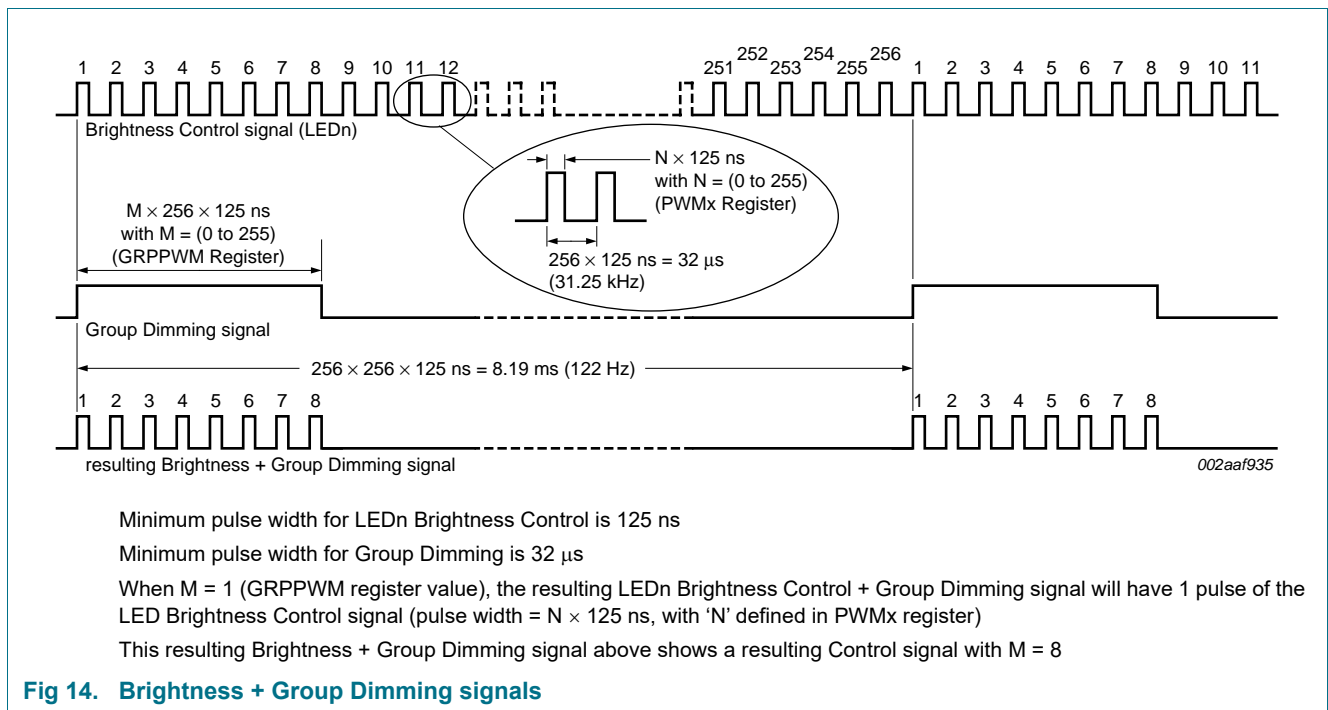 1 2 3 4 5 6 7 8 9 10 11 12 251 252 253 254 255 256 1 2 3 4 5 6 7 8 9 10 11
Brightness Control signal (LEDn)
N × 125 ns
with N = (0 to 255)
(PWMx Register)
256 × 125 ns = 32 μs
(31.25 kHz)
M × 256 × 125 ns
with M = (0 to 255)
(GRPPWM Register)
Group Dimming signal
256 × 256 × 125 ns = 8.19 ms (122 Hz)
1 2 3 4 5 6 7 8 1 2 3 4 5 6 7 8
resulting Brightness + Group Dimming signal
002aaf935
Minimum pulse width for LEDn Brightness Control is 125 ns
Minimum pulse width for Group Dimming is 32 μs
When M = 1 (GRPPWM register value), the resulting LEDn Brightness Control + Group Dimming signal will have 1 pulse of the
LED Brightness Control signal (pulse width = N × 125 ns, with ‘N’ defined in PWMx register)
This resulting Brightness + Group Dimming signal above shows a resulting Control signal with M = 8
Fig 14. Brightness + Group Dimming signals